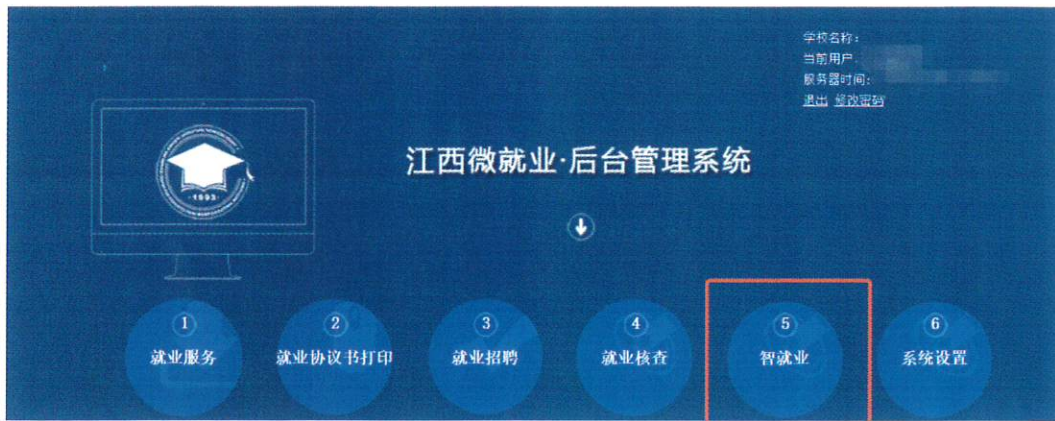 学校名称：
当前用户
服务器时间：
退出 修改密码
江西微就业·后台管理系统
·1993·
1
就业服务
2
就业协议书打印
3
就业招聘
4
就业核查
5
智就业
6
系统设置